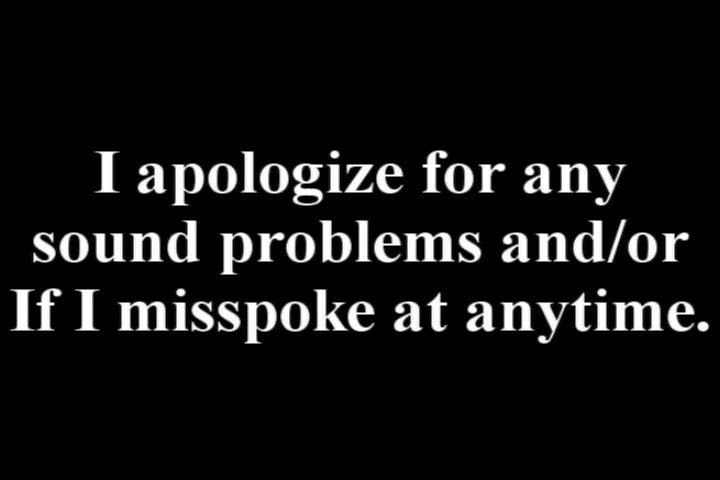 I apologize for any
sound problems and/or
If I misspoke at anytime.